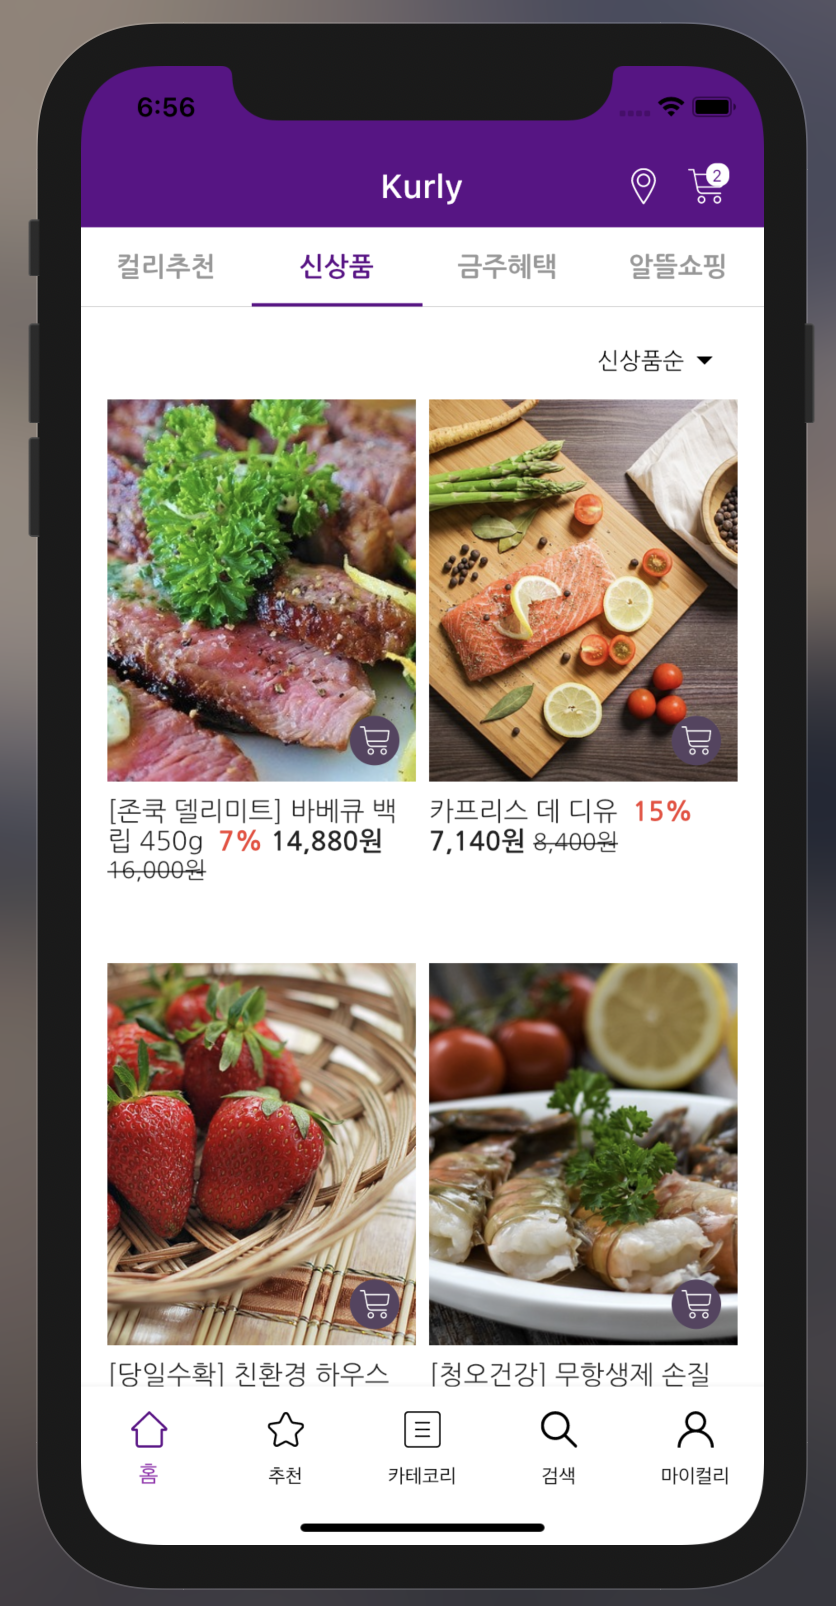 6:56
Kurly
2
컬리추천 신상품 금주혜택 알뜰쇼핑
신상품순
[존쿡 델리미트] 바베큐 백
립 450g 7% 14,880원
16,000원
카프리스 데 디유 15%
7,140원 8,400원
[당일수확] 친환경 하우스
[청오건강] 무항생제 손질
홈 추천 카테코리 검색 마이컬리